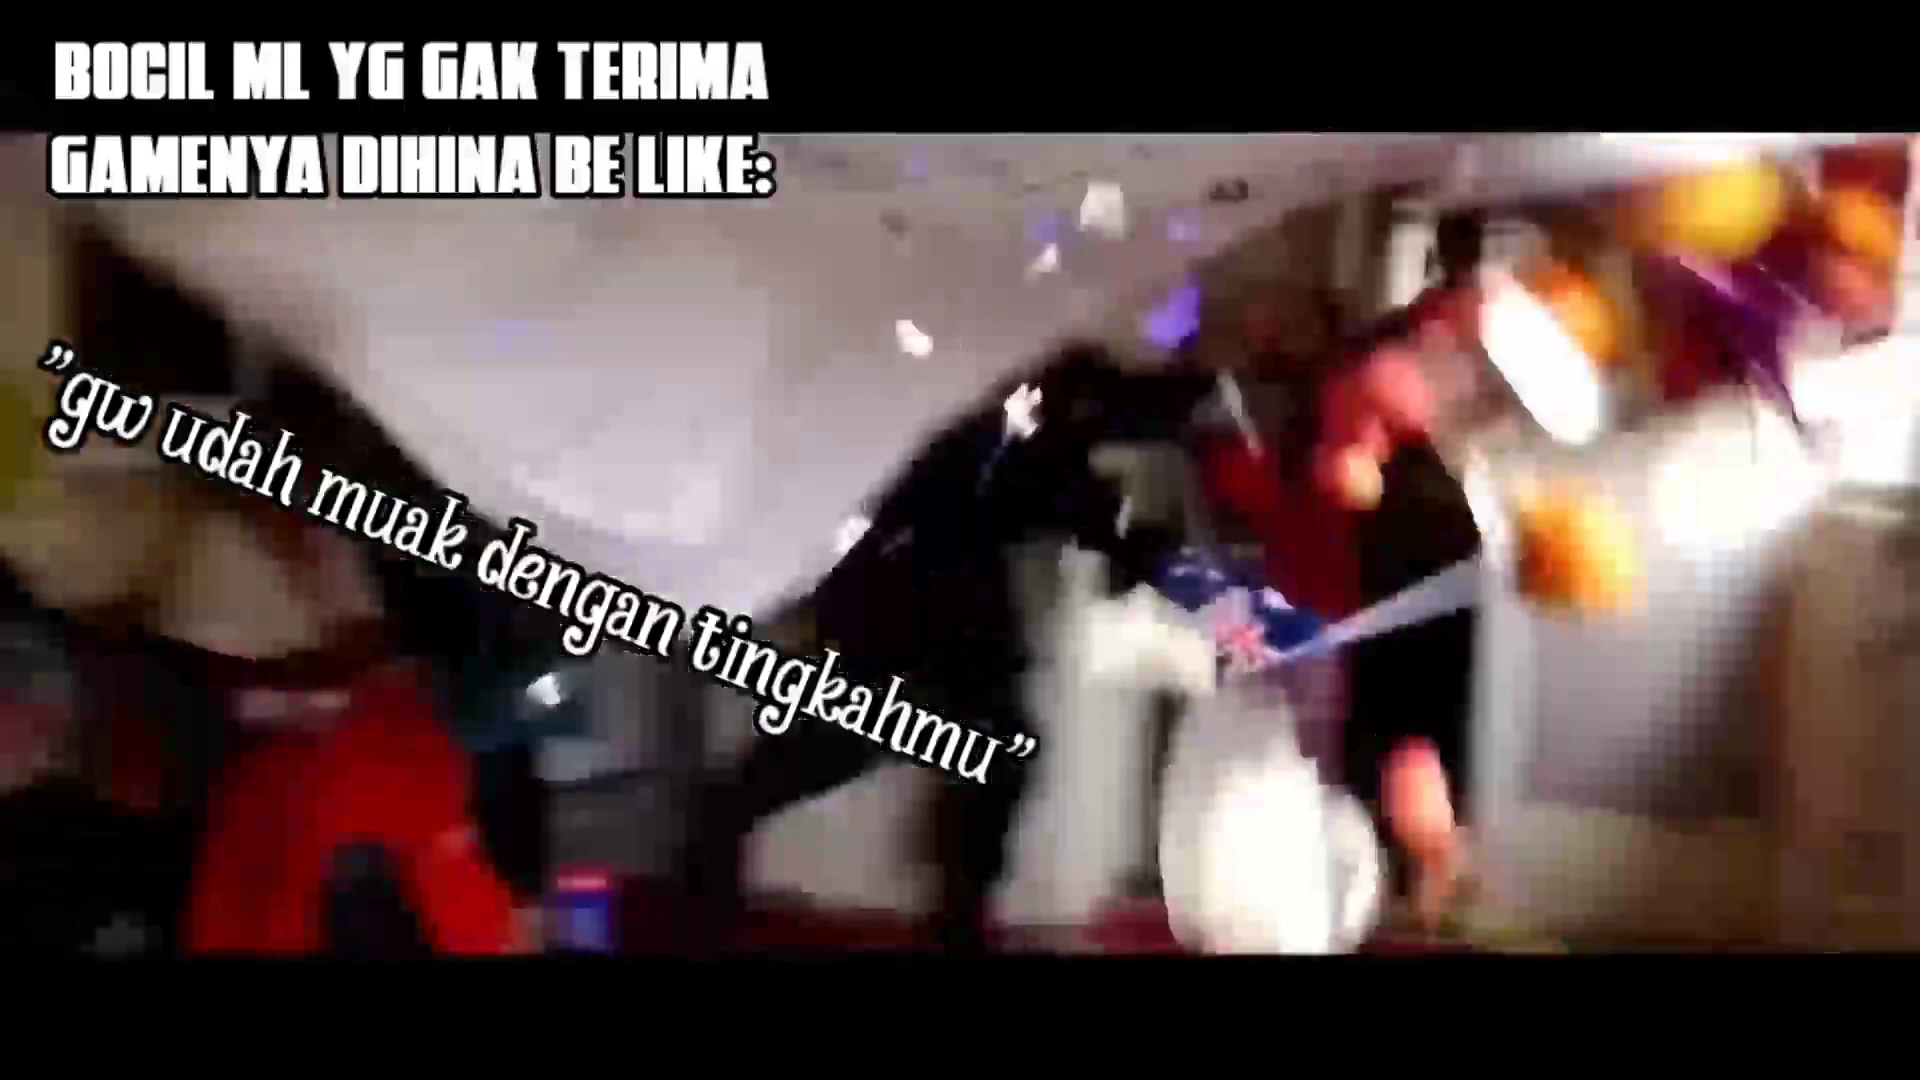 BOCIL ML YG GAK TERIMA
GAMENYA DIHINA BE LIKE:
"gw udah muak dengan tingkahmu"